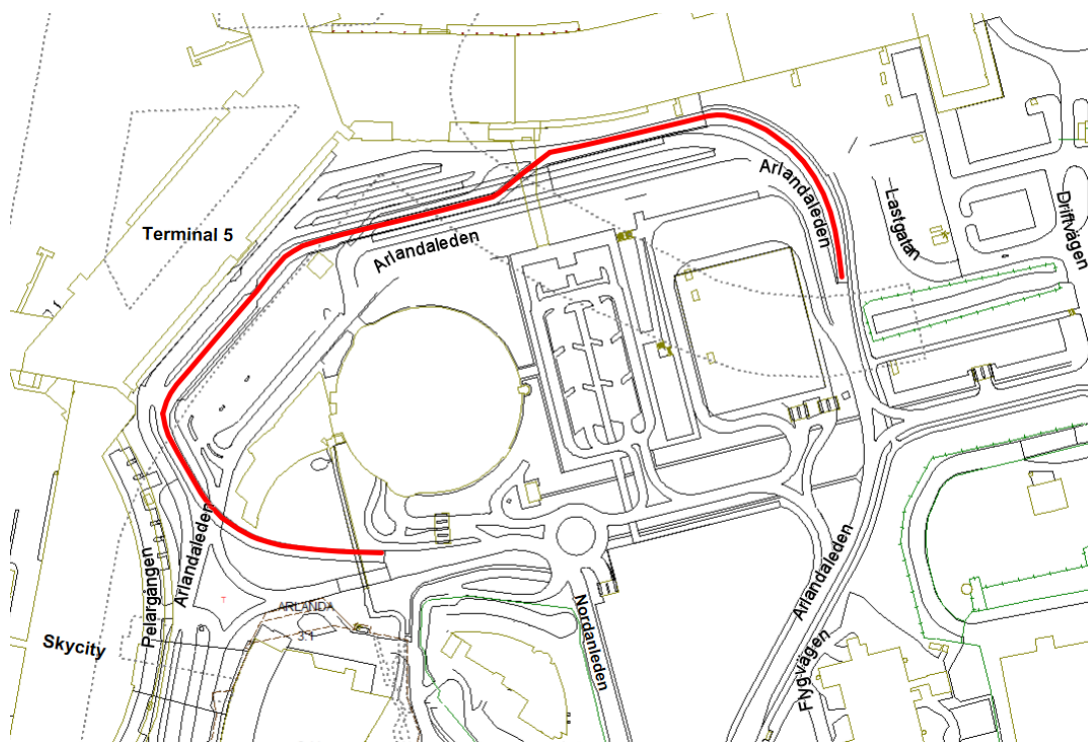 Arlandaleden
Lastgatan
Driftvägen
Terminal 5
Arlandaleden
Arlandaleden
Pelargången
ARLANDA
Nordanleden
Arlandaleden
Flygvägen
Skycity